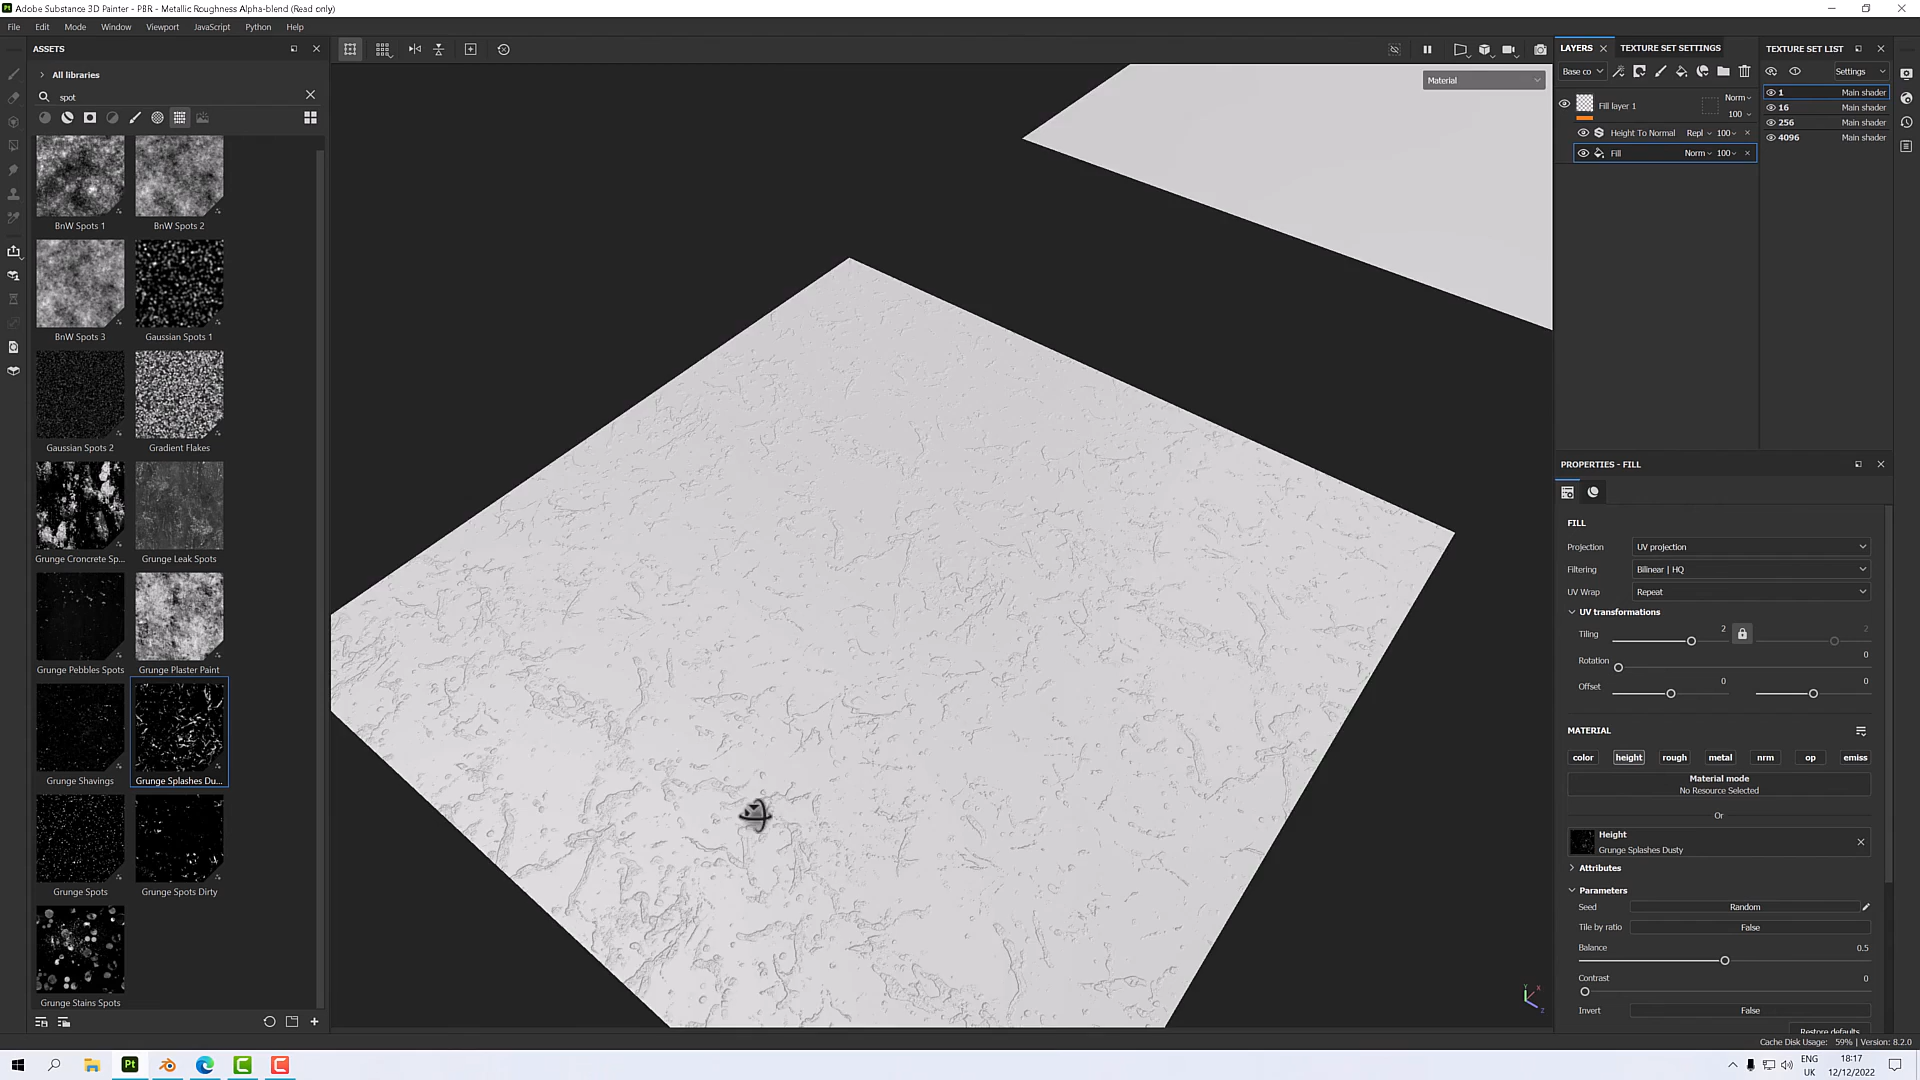 Adobe Substance 3D Painter - PBR - Metallic Roughness Alpha-blend (Read only)
File Edit Mode Window Viewport JavaScript Python Help
ASSETS
All libraries
spot
BnW Spots 1 BnW Spots 2
BnW Spots 3 Gaussian Spots 1
Gaussian Spots 2 Gradient Flakes
Grunge Croncrete Sp... Grunge Leak Spots
Grunge Pebbles Spots Grunge Plaster Paint
Grunge Shavings Grunge Splashes Du...
Grunge Spots Grunge Spots Dirty
Grunge Stains Spots
Material
LAYERS TEXTURE SET SETTINGS
Base co
Fill layer 1 Norm
100
Height To Normal Repl 100
Fill Norm 100
TEXTURE SET LIST
Settings
1 Main shader
16 Main shader
256 Main shader
4096 Main shader
PROPERTIES - FILL
FILL
Projection UV projection
Filtering Bilinear | HQ
UV Wrap Repeat
UV transformations
Tiling 2 2
Rotation 0
Offset 0 0
MATERIAL
color height rough metal nrm op emiss
Material mode
No Resource Selected
Or
Height
Grunge Splashes Dusty
Attributes
Parameters
Seed Random
Tile by ratio False
Balance 0.5
Contrast 0
Invert False
Restore defaults
Cache Disk Usage: 59% | Version: 8.2.0
Y X Z
Pt
ENG
UK
18:17
12/12/2022